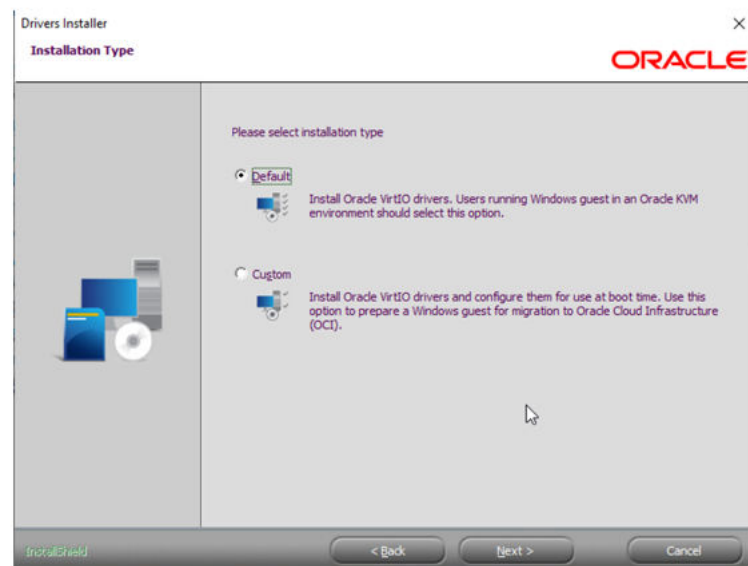 Drivers Installer
Installation Type
ORACLE
Please select installation type
Default
Install Oracle VirtIO drivers. Users running Windows guest in an Oracle KVM
environment should select this option.
Custom
Install Oracle VirtIO drivers and configure them for use at boot time. Use this
option to prepare a Windows guest for migration to Oracle Cloud Infrastructure
(OCI).
InstallShield
< Back
Next >
Cancel